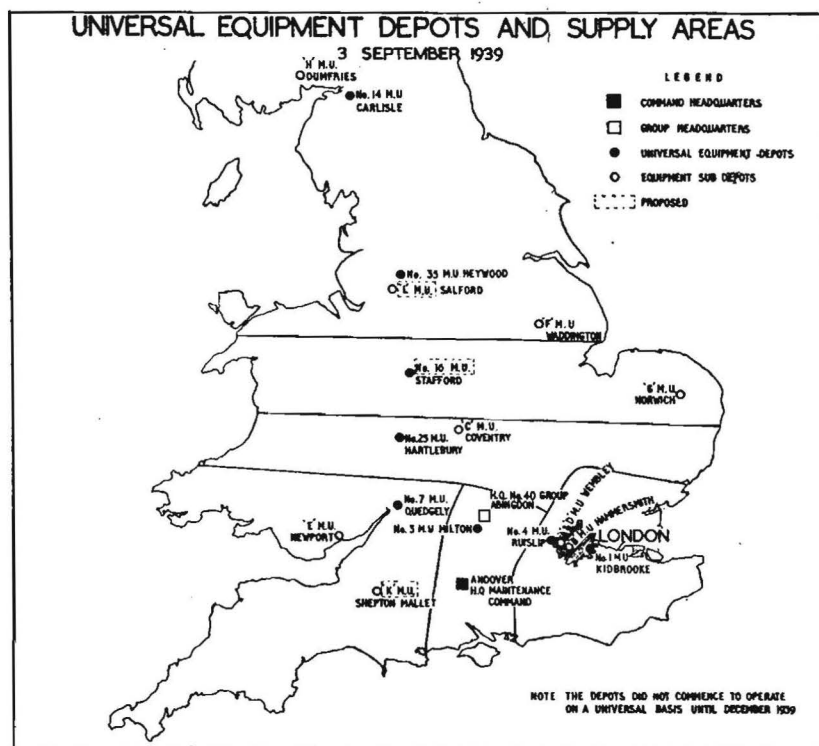 UNIVERSAL EQUIPMENT DEPOTS AND SUPPLY AREAS
3 SEPTEMBER 1939
'H' M.U.
DUMFRIES
No. 14 M.U
CARLISLE
LEGEND
COMMAND HEADQUARTERS
GROUP HEADQUARTERS
UNIVERSAL EQUIPMENT-DEPOTS
EQUIPMENT SUB DEPOTS
PROPOSED
No. 35 M.U HEYWOOD
M.U. SALFORD
'F' M.U
WADDINGTON
No. 16 M.U.
STAFFORD
M.U.
NORWICH
'C' M.U.
COVENTRY
No.25 M.U.
HARTLEBURY
No.7 M.U.
QUEDGELY
H.Q. No.40 GROUP
ABINGDON
No.3 M.U MILTON
'D' M.U WEMBLEY
M.U HAMMERSMITH
No.4 M.U.
RUISLIP
LONDON
No.1 M.U
KIDBROOKE
'E' M.U.
NEWPORT
'K' M.U.
SHEPTON MALLET
ANDOVER
H.Q MAINTENANCE
COMMAND
NOTE THE DEPOTS DID NOT COMMENCE TO OPERATE
ON A UNIVERSAL BASIS UNTIL DECEMBER 1939